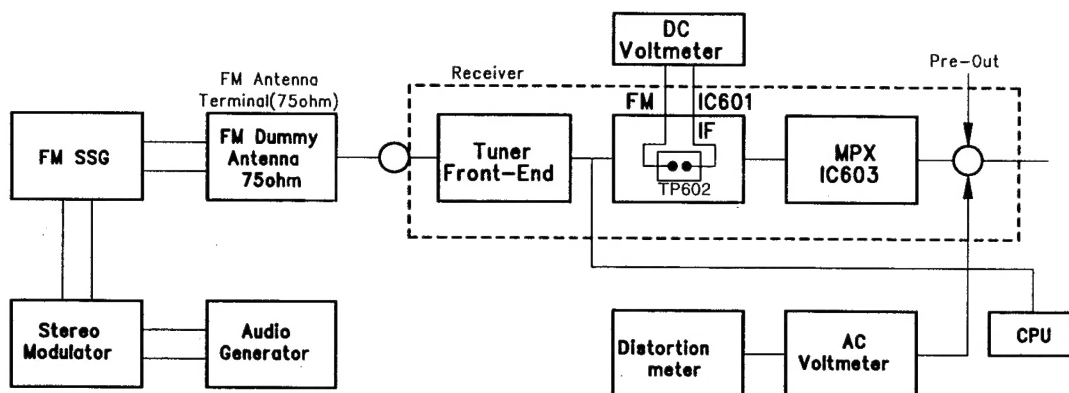 DC
Voltmeter
Receiver
Pre-Out
FM Antenna
Terminal(75ohm)
FM
IC601
IF
FM SSG
FM Dummy
Antenna
75ohm
Tuner
Front-End
TP602
MPX
IC603
Stereo
Modulator
Audio
Generator
Distortion
meter
AC
Voltmeter
CPU